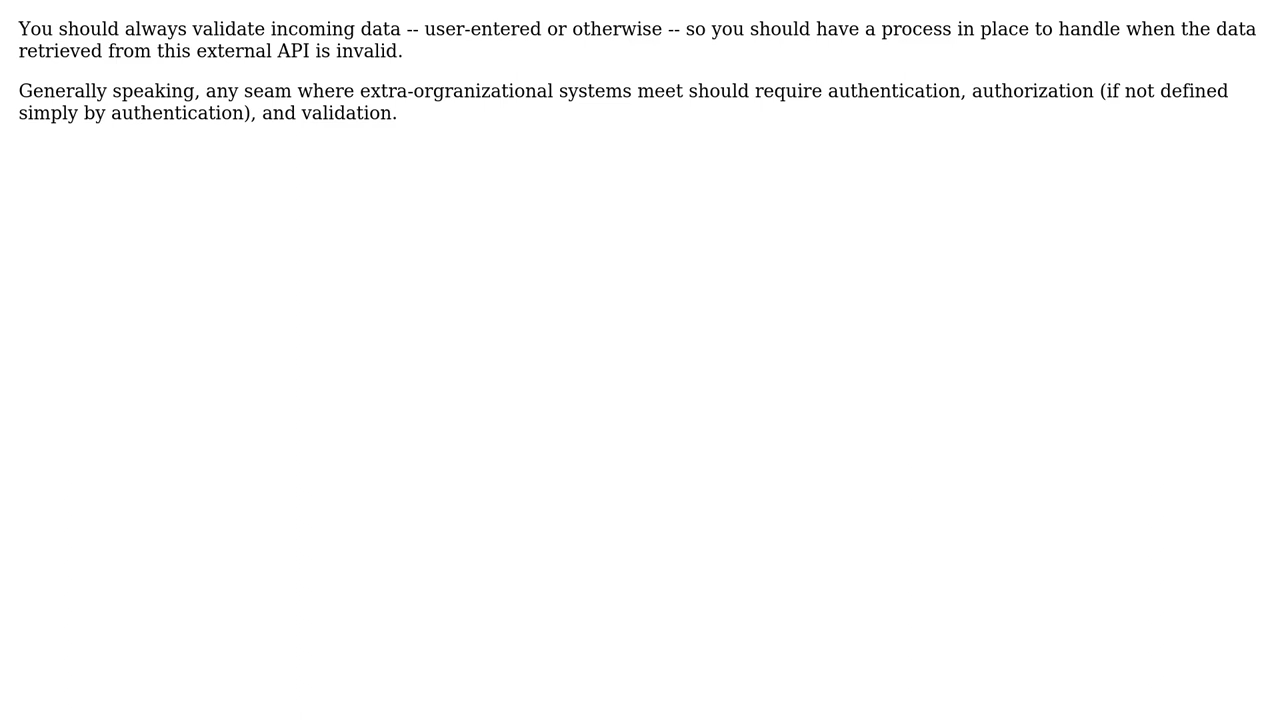 You should always validate incoming data -- user-entered or otherwise -- so you should have a process in place to handle when the data
retrieved from this external API is invalid.
Generally speaking, any seam where extra-orgranizational systems meet should require authentication, authorization (if not defined
simply by authentication), and validation.